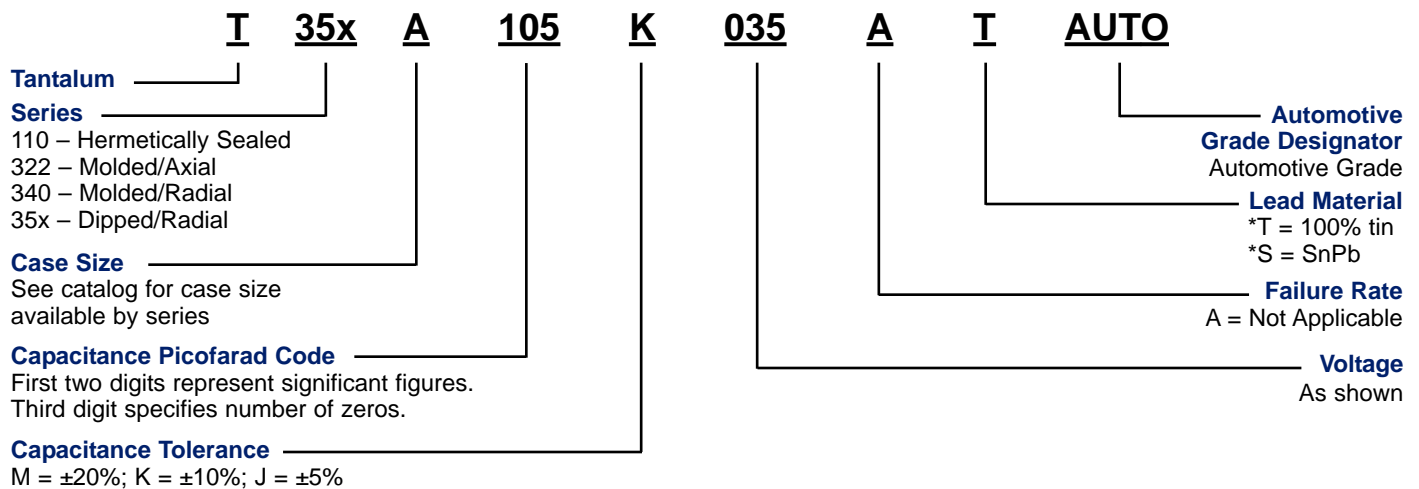 T 35x A 105 K 035 A T AUTO
Tantalum
Series
110 – Hermetically Sealed
322 – Molded/Axial
340 – Molded/Radial
35x – Dipped/Radial
Case Size
See catalog for case size
available by series
Capacitance Picofarad Code
First two digits represent significant figures.
Third digit specifies number of zeros.
Capacitance Tolerance
M = ±20%; K = ±10%; J = ±5%
Automotive
Grade Designator
Automotive Grade
Lead Material
*T = 100% tin
*S = SnPb
Failure Rate
A = Not Applicable
Voltage
As shown